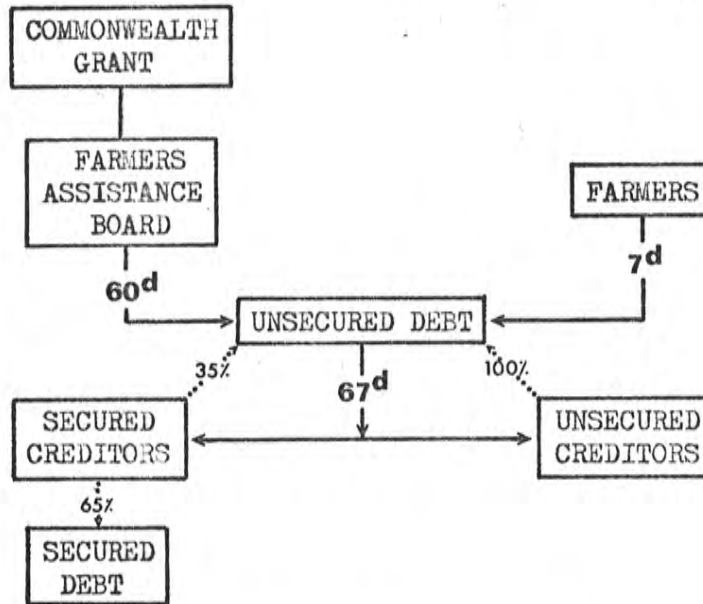 COMMONWEALTH
GRANT
FARMERS
ASSISTANCE
BOARD
FARMERS
60d
7d
UNSECURED DEBT
35%
67d
100%
SECURED
CREDITORS
UNSECURED
CREDITORS
65%
SECURED
DEBT